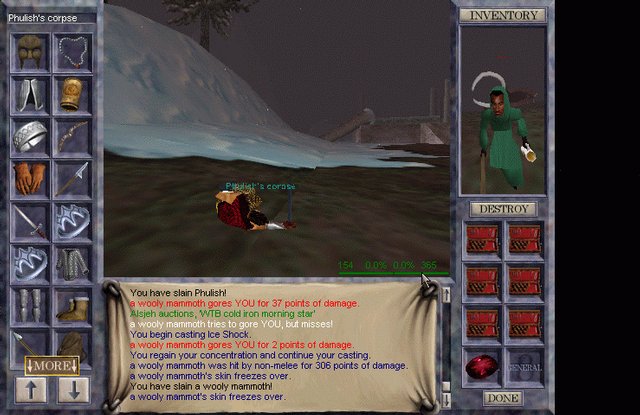 Phulish's corpse
INVENTORY
Phulish's corpse
DESTROY
154 0.0% 0.0% 365
You have slain Phulish!
a wooly mammoth gores YOU for 37 points of damage.
Alsjeh auctions, 'WTB cold iron morning star'
a wooly mammoth tries to gore YOU, but misses!
You begin casting Ice Shock.
a wooly mammoth gores YOU for 2 points of damage.
You regain your concentration and continue your casting.
a wooly mammoth was hit by non-melee for 306 points of damage.
a wooly mammoth's skin freezes over.
You have slain a wooly mammoth!
a wooly mammot's skin freezes over.
MORE
GENERAL
DONE